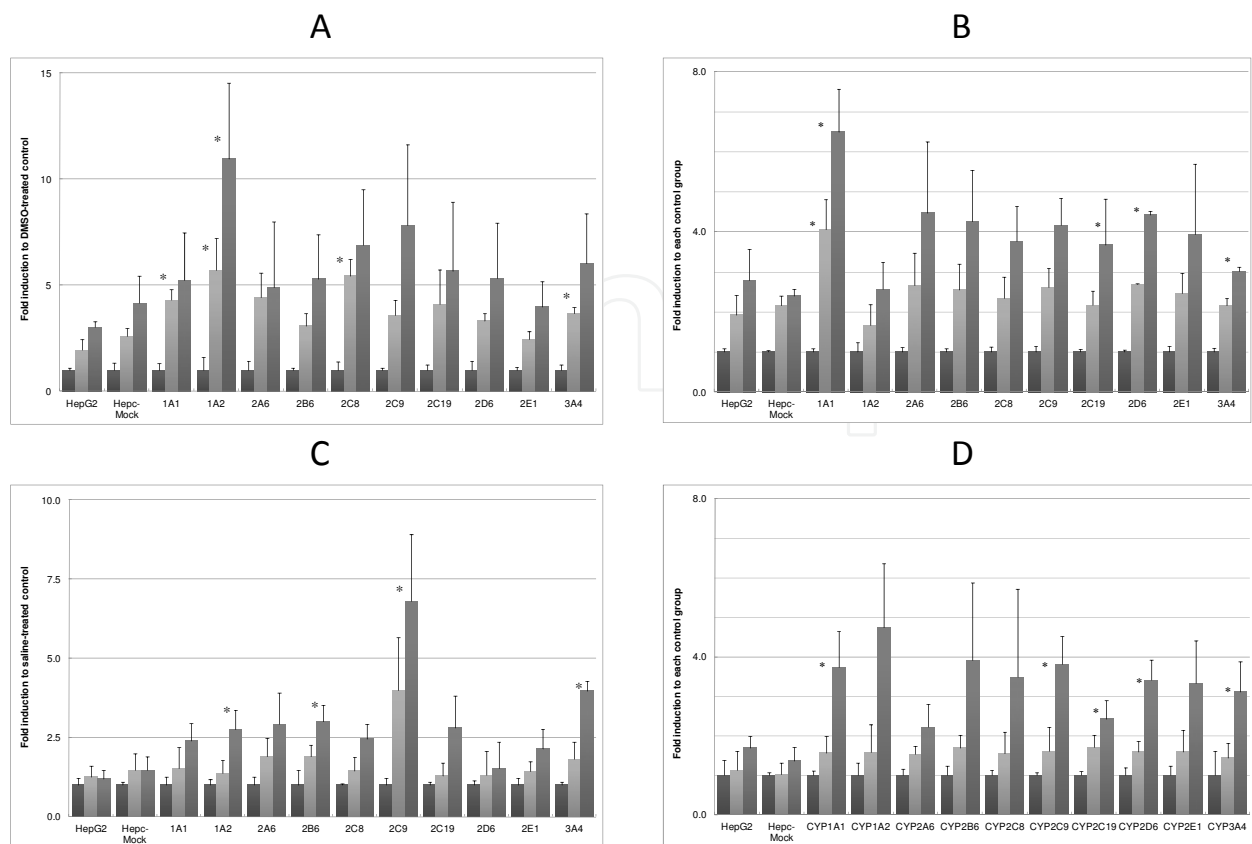 A
B
Fold induction to DMSO-treated control
15
10
5
0
*
*
*
*
*
HepG2 Hepc-Mock 1A1 1A2 2A6 2B6 2C8 2C9 2C19 2D6 2E1 3A4
Fold induction to each control group
8.0
4.0
0.0
*
*
*
*
*
HepG2 Hepc-Mock 1A1 1A2 2A6 2B6 2C8 2C9 2C19 2D6 2E1 3A4
C
D
Fold induction to saline-treated control
10.0
7.5
5.0
2.5
0.0
*
*
*
*
HepG2 Hepc-Mock 1A1 1A2 2A6 2B6 2C8 2C9 2C19 2D6 2E1 3A4
Fold induction to each control group
8.0
4.0
0.0
*
*
*
*
*
HepG2 Hepc-Mock CYP1A1 CYP1A2 CYP2A6 CYP2B6 CYP2C8 CYP2C9 CYP2C19 CYP2D6 CYP2E1 CYP3A4